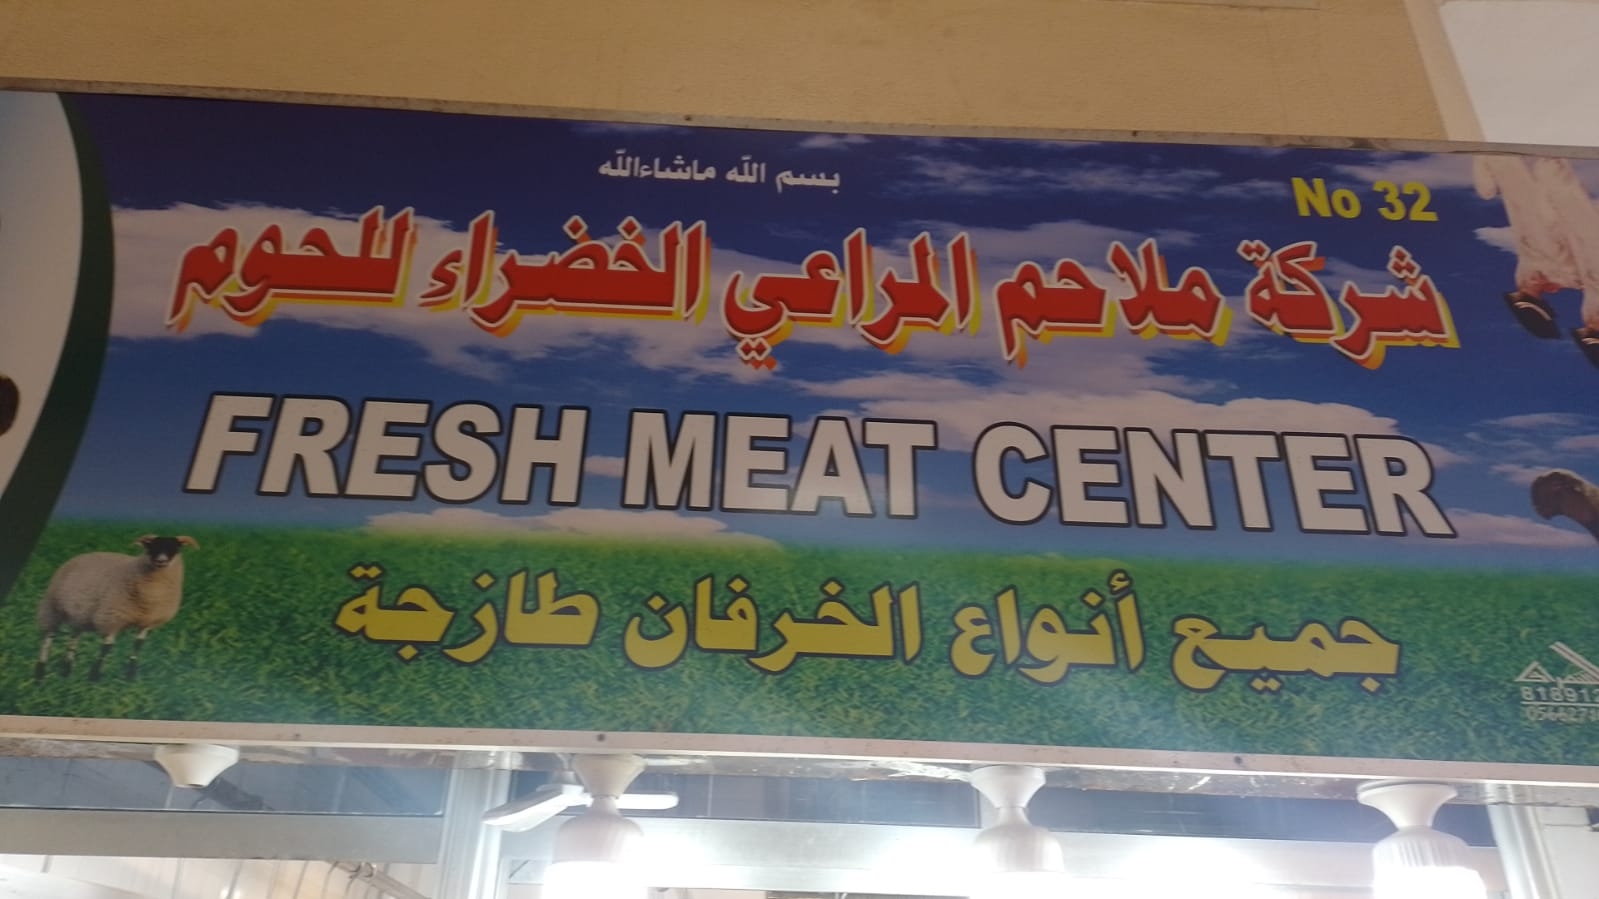 بسم الله ماشاءالله
No 32
شركة ملاحم المراعي الخضراء للحوم
FRESH MEAT CENTER
جميع أنواع الخرفان طازجة